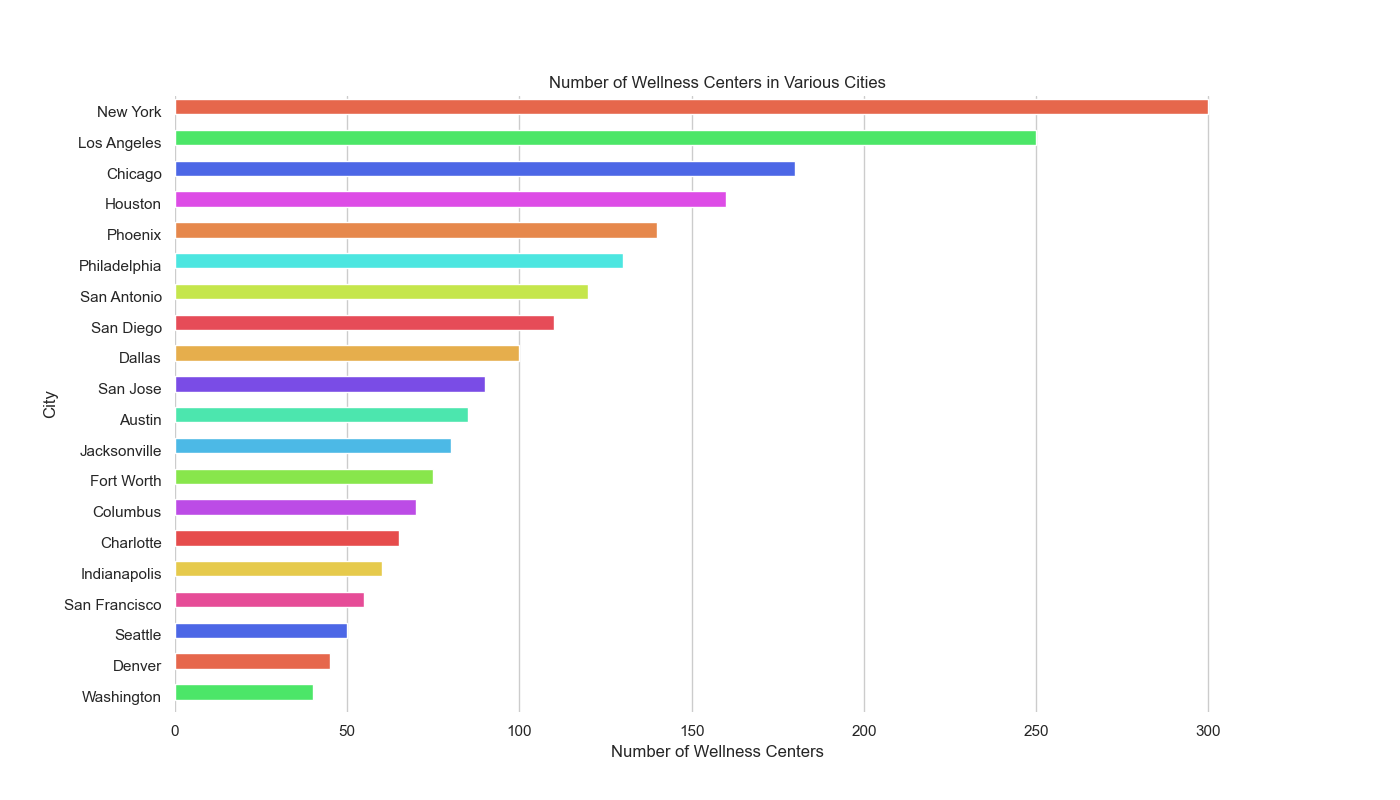 Number of Wellness Centers in Various Cities
New York
Los Angeles
Chicago
Houston
Phoenix
Philadelphia
San Antonio
San Diego
Dallas
San Jose
Austin
Jacksonville
Fort Worth
Columbus
Charlotte
Indianapolis
San Francisco
Seattle
Denver
Washington
City
0 50 100 150 200 250 300
Number of Wellness Centers